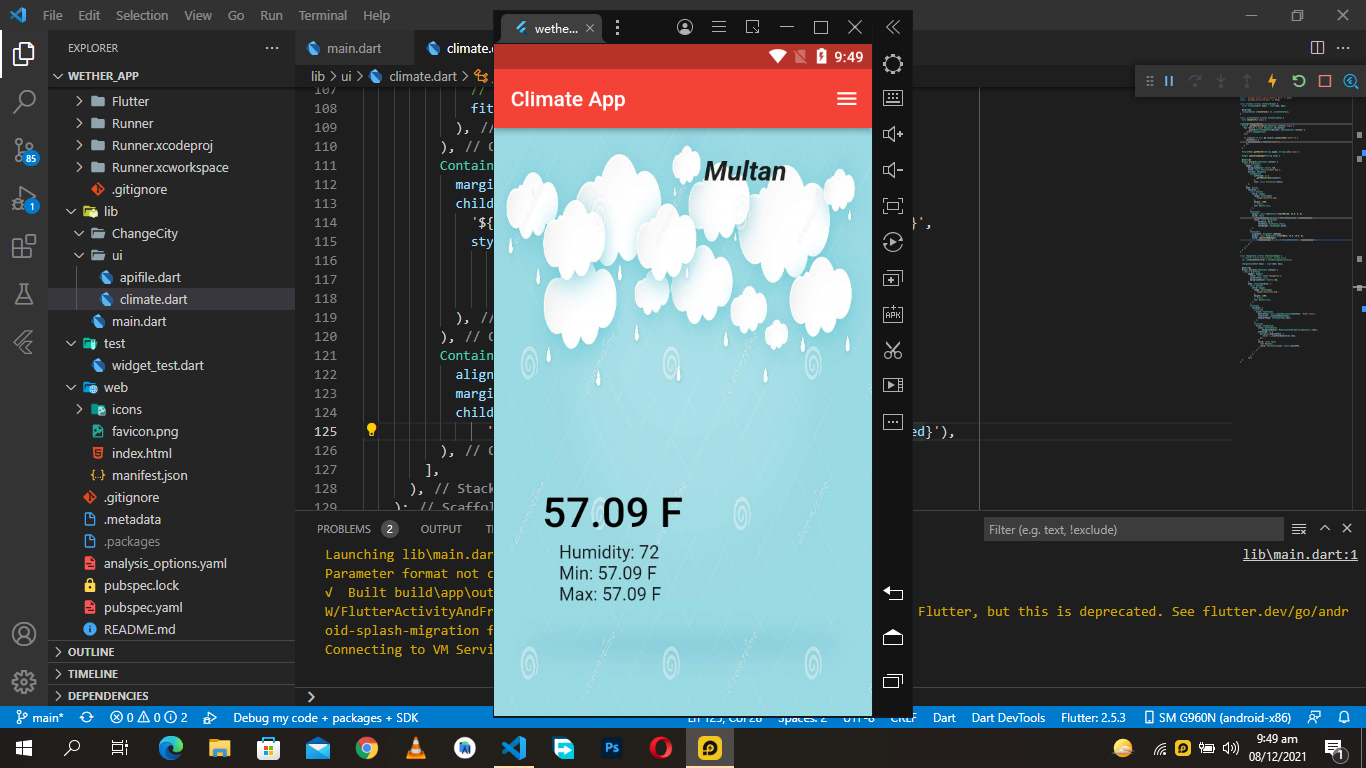 File Edit Selection View Go Run Terminal Help
EXPLORER
WETHER_APP
Flutter
Runner
Runner.xcodeproj
Runner.xcworkspace
.gitignore
lib
ChangeCity
ui
apifile.dart
climate.dart
main.dart
test
widget_test.dart
web
icons
favicon.png
index.html
manifest.json
.gitignore
.metadata
.packages
analysis_options.yaml
pubspec.lock
pubspec.yaml
README.md
OUTLINE
TIMELINE
DEPENDENCIES
85
1
main.dart
climate.
lib > ui > climate.dart >
107 //
108 fit
109 ), //
110 ), // C
111 Contain
112 margi
113 child
114 '${ }',
115 sty
116
117
118
119 ), //
120 ), // C
121 Contain
122 align
123 margi
124 child
125 ' ed}'),
126 ), // C
127 ],
128 ), // Stack
129 ); // Scaffol
PROBLEMS 2 OUTPUT
Filter (e.g. text, !exclude)
Launching lib\main.dar
lib\main.dart:1
Parameter format not c
√ Built build\app\out
W/FlutterActivityAndFr
Flutter, but this is deprecated. See flutter.dev/go/andr
oid-splash-migration f
Connecting to VM Servi
wethe...
9:49
Climate App
Multan
57.09 F
Humidity: 72
Min: 57.09 F
Max: 57.09 F
APK
main*
0 0 2
Debug my code + packages + SDK
Dart
Dart DevTools
Flutter: 2.5.3
SM G960N (android-x86)
Ps
9:49 am
08/12/2021
1